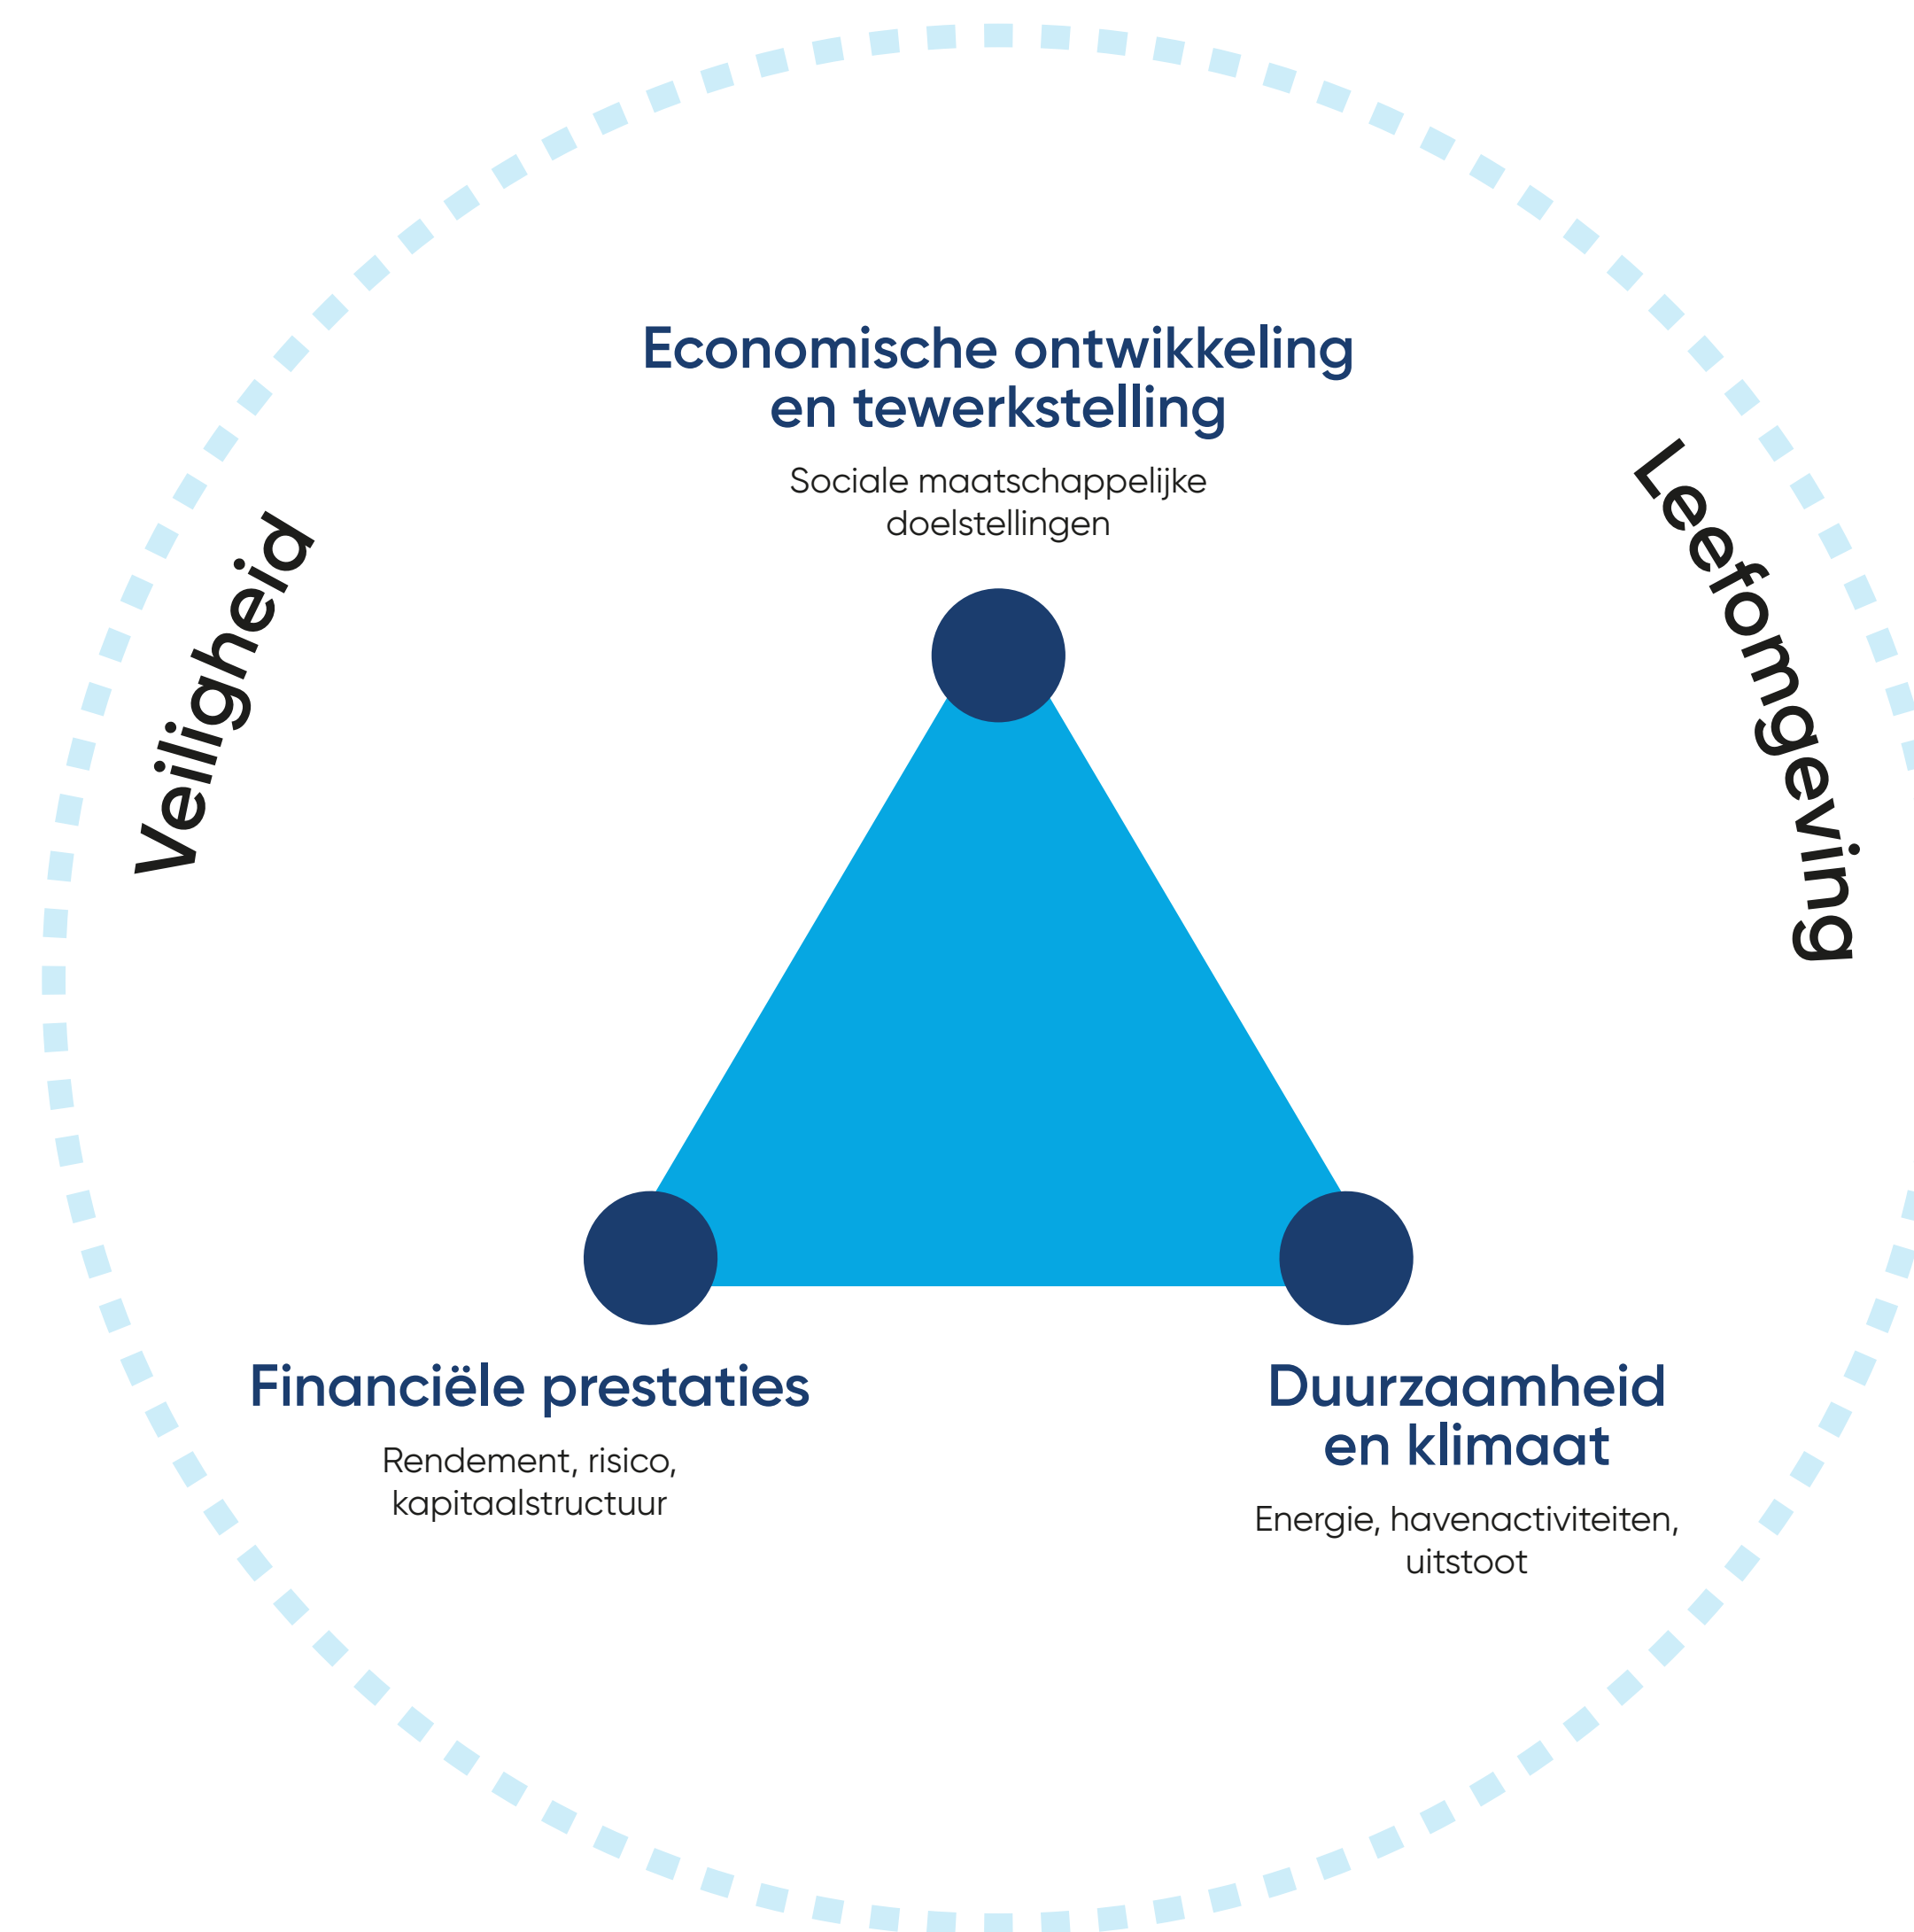 Economische ontwikkeling
en tewerkstelling
Sociale maatschappelijke
doelstellingen
Veiligheid
Leefomgeving
Financiële prestaties
Rendement, risico,
kapitaalstructuur
Duurzaamheid
en klimaat
Energie, havenactiviteiten,
uitstoot